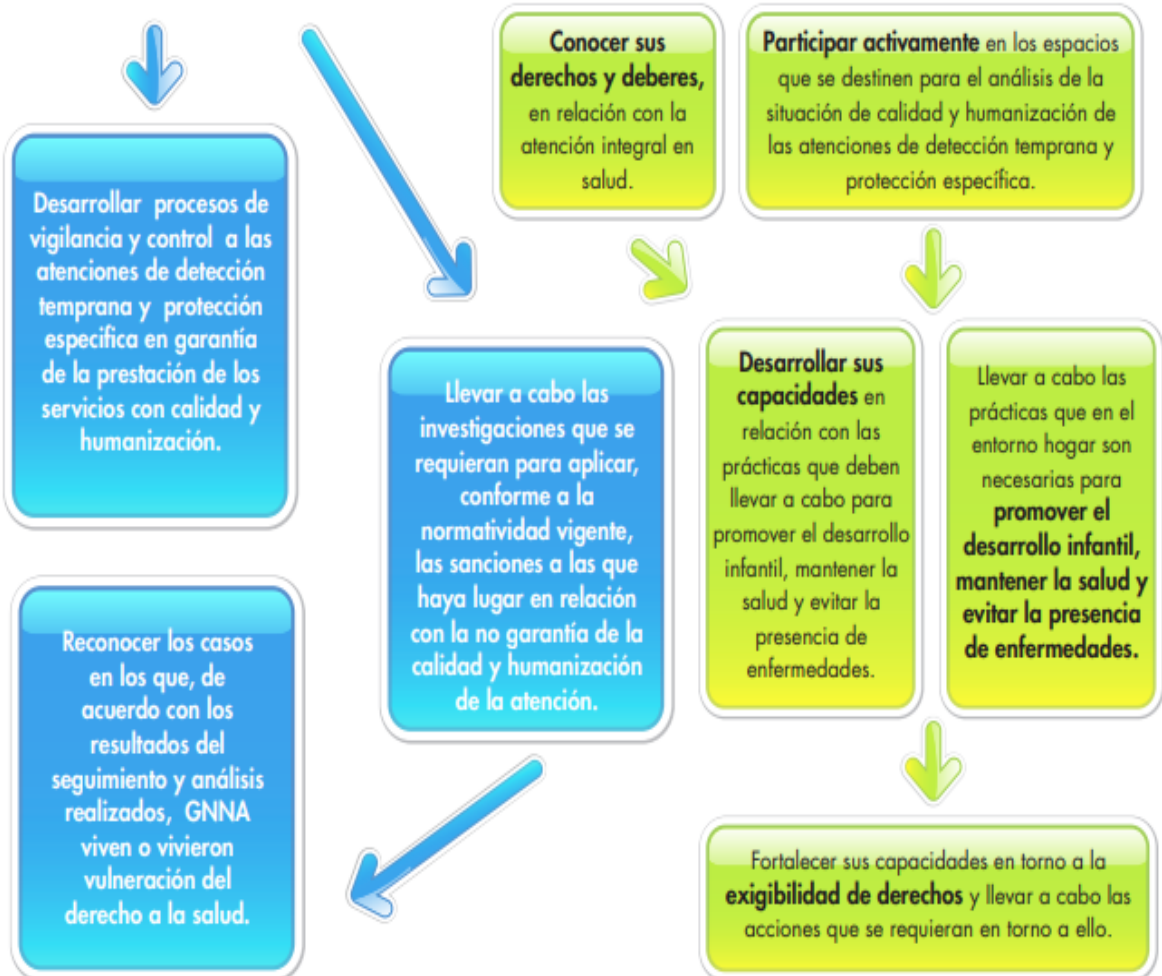 Desarrollar procesos de
vigilancia y control a las
atenciones de detección
temprana y protección
especifica en garantía
de la prestación de los
servicios con calidad y
humanización.
Reconocer los casos
en los que, de
acuerdo con los
resultados del
seguimiento y análisis
realizados, GNNA
viven o vivieron
vulneración del
derecho a la salud.
Llevar a cabo las
investigaciones que se
requieran para aplicar,
conforme a la
normatividad vigente,
las sanciones a las que
haya lugar en relación
con la no garantía de la
calidad y humanización
de la atención.
Conocer sus
derechos y deberes,
en relación con la
atención integral en
salud.
Participar activamente en los espacios
que se destinen para el análisis de la
situación de calidad y humanización de
las atenciones de detección temprana y
protección específica.
Desarrollar sus
capacidades en
relación con las
prácticas que deben
llevar a cabo para
promover el desarrollo
infantil, mantener la
salud y evitar la
presencia de
enfermedades.
Llevar a cabo las
prácticas que en el
entorno hogar son
necesarias para
promover el
desarrollo infantil,
mantener la salud y
evitar la presencia
de enfermedades.
Fortalecer sus capacidades en torno a la
exigibilidad de derechos y llevar a cabo las
acciones que se requieran en torno a ello.